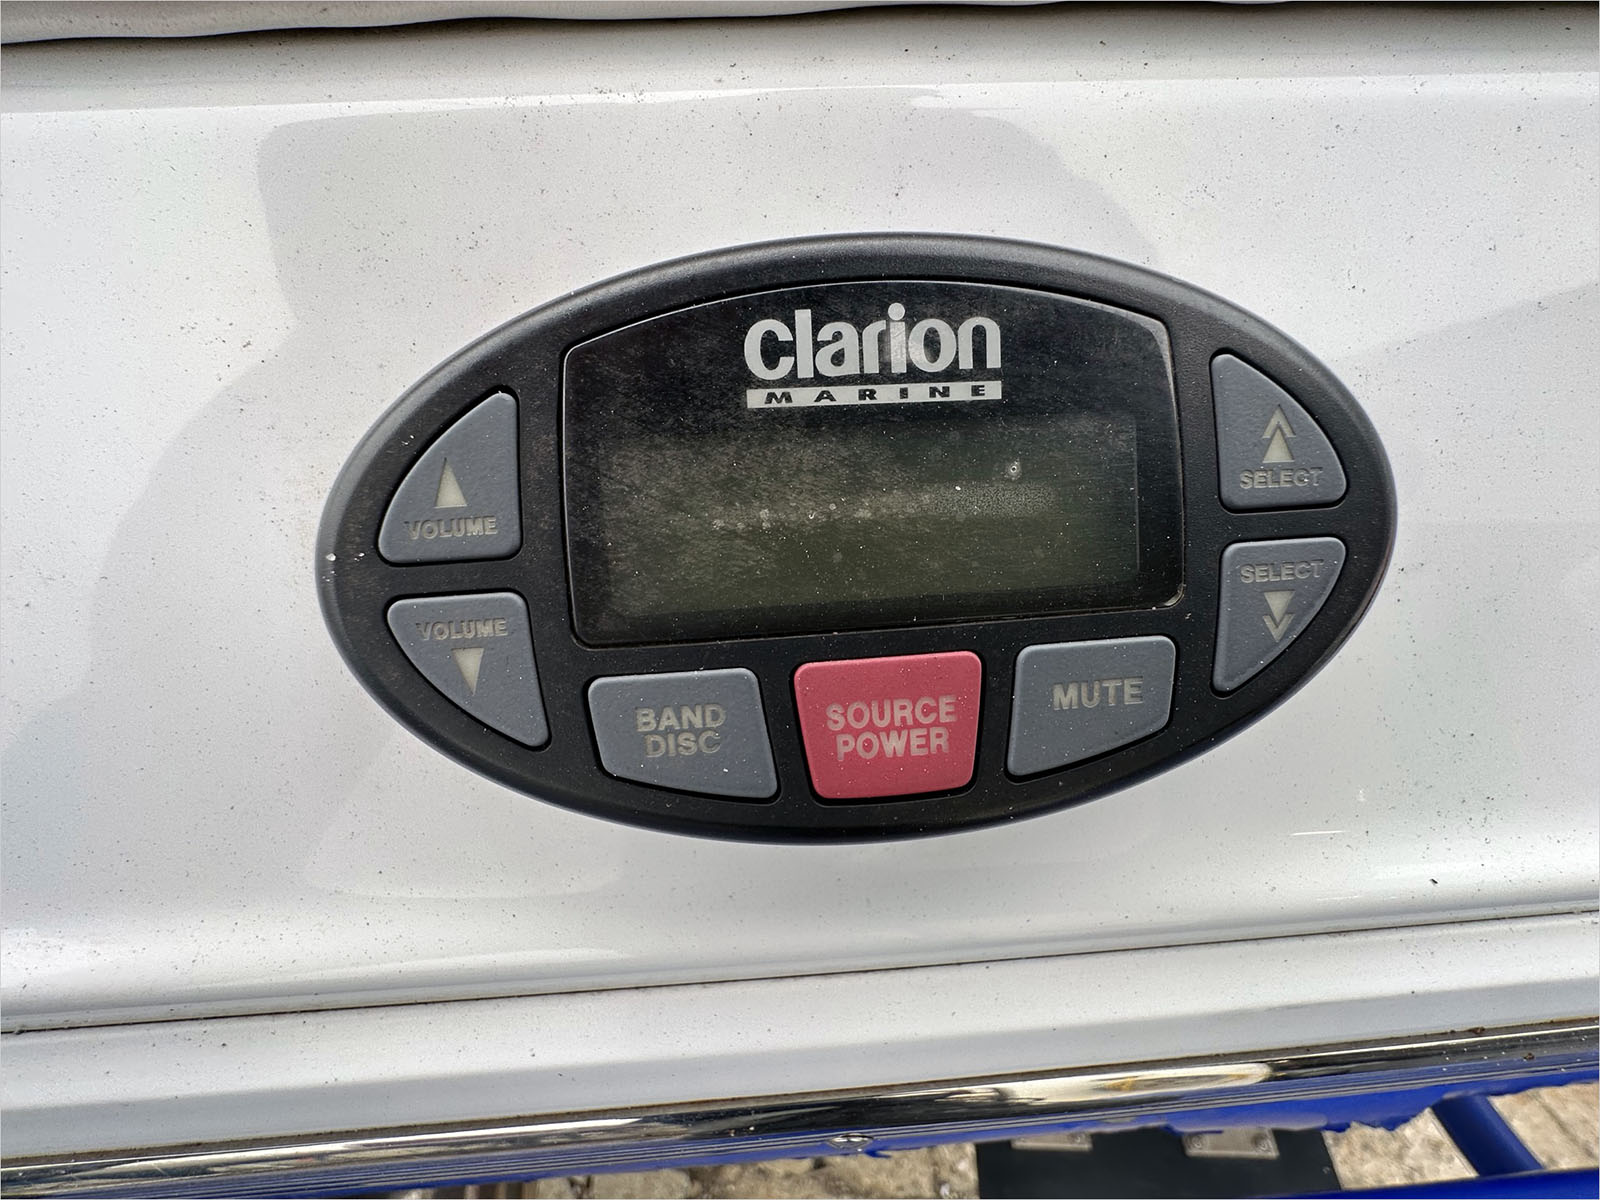 Clarion
MARINE
VOLUME
VOLUME
SELECT
SELECT
BAND
DISC
SOURCE
POWER
MUTE